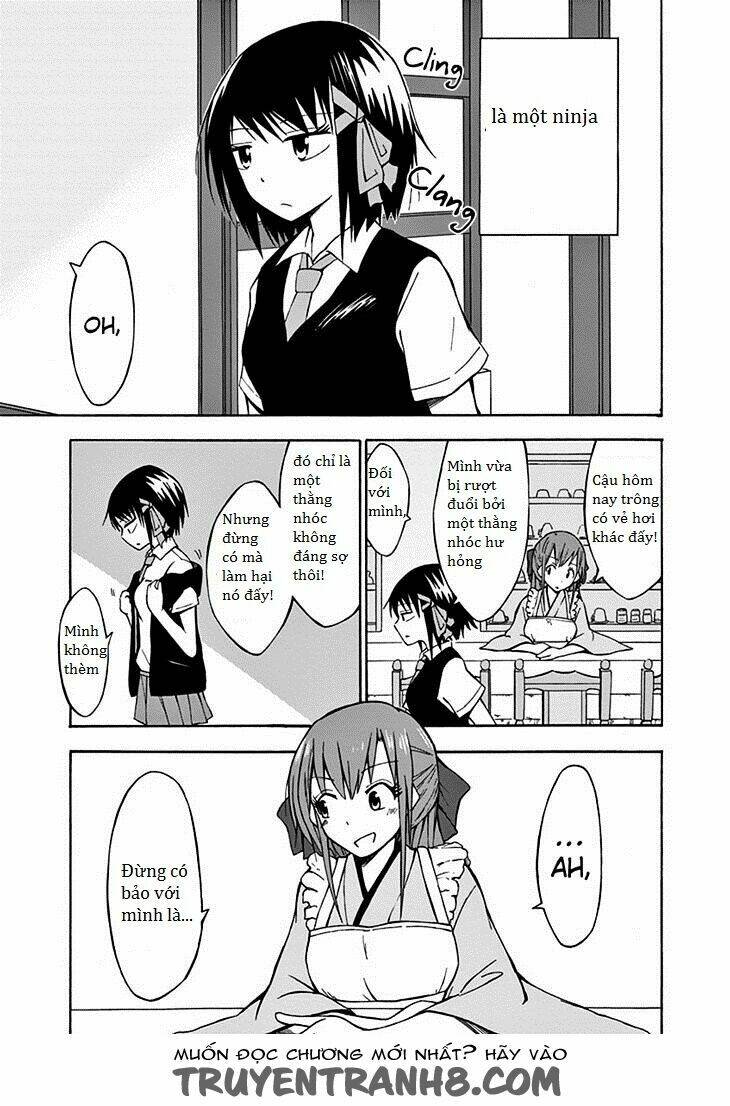 là một ninja
Cling
Clang
OH,
Cậu hôm
nay trông
có vẻ hơi
khác đấy!
Mình vừa
bị rượt
đuổi bởi
một thằng
nhóc hư
hỏng
Đối
với
mình,
đó chỉ là
một
thằng
nhóc
không
đáng sợ
thôi!
Nhưng
đừng
có mà
làm hại
nó đấy!
Mình
không
thèm
...
AH,
Đừng có
bảo với
mình là...
MUỐN ĐỌC CHƯƠNG MỚI NHẤT? HÃY VÀO
TRUYENTRANH8.COM